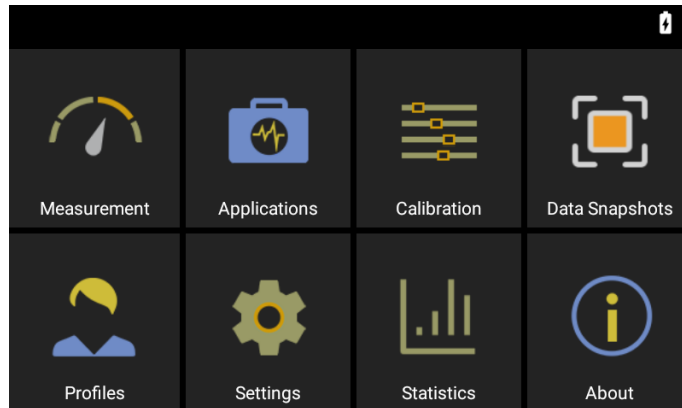 Measurement
Applications
Calibration
Data Snapshots
Profiles
Settings
Statistics
About